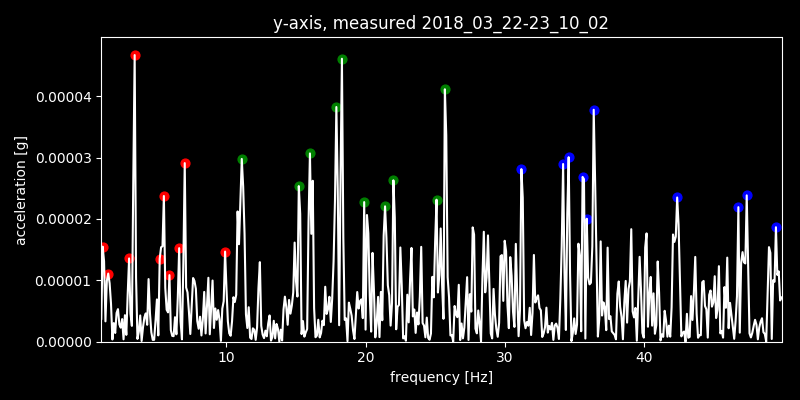 y-axis, measured 2018_03_22-23_10_02
acceleration [g]
0.00004
0.00003
0.00002
0.00001
0.00000
10 20 30 40
frequency [Hz]